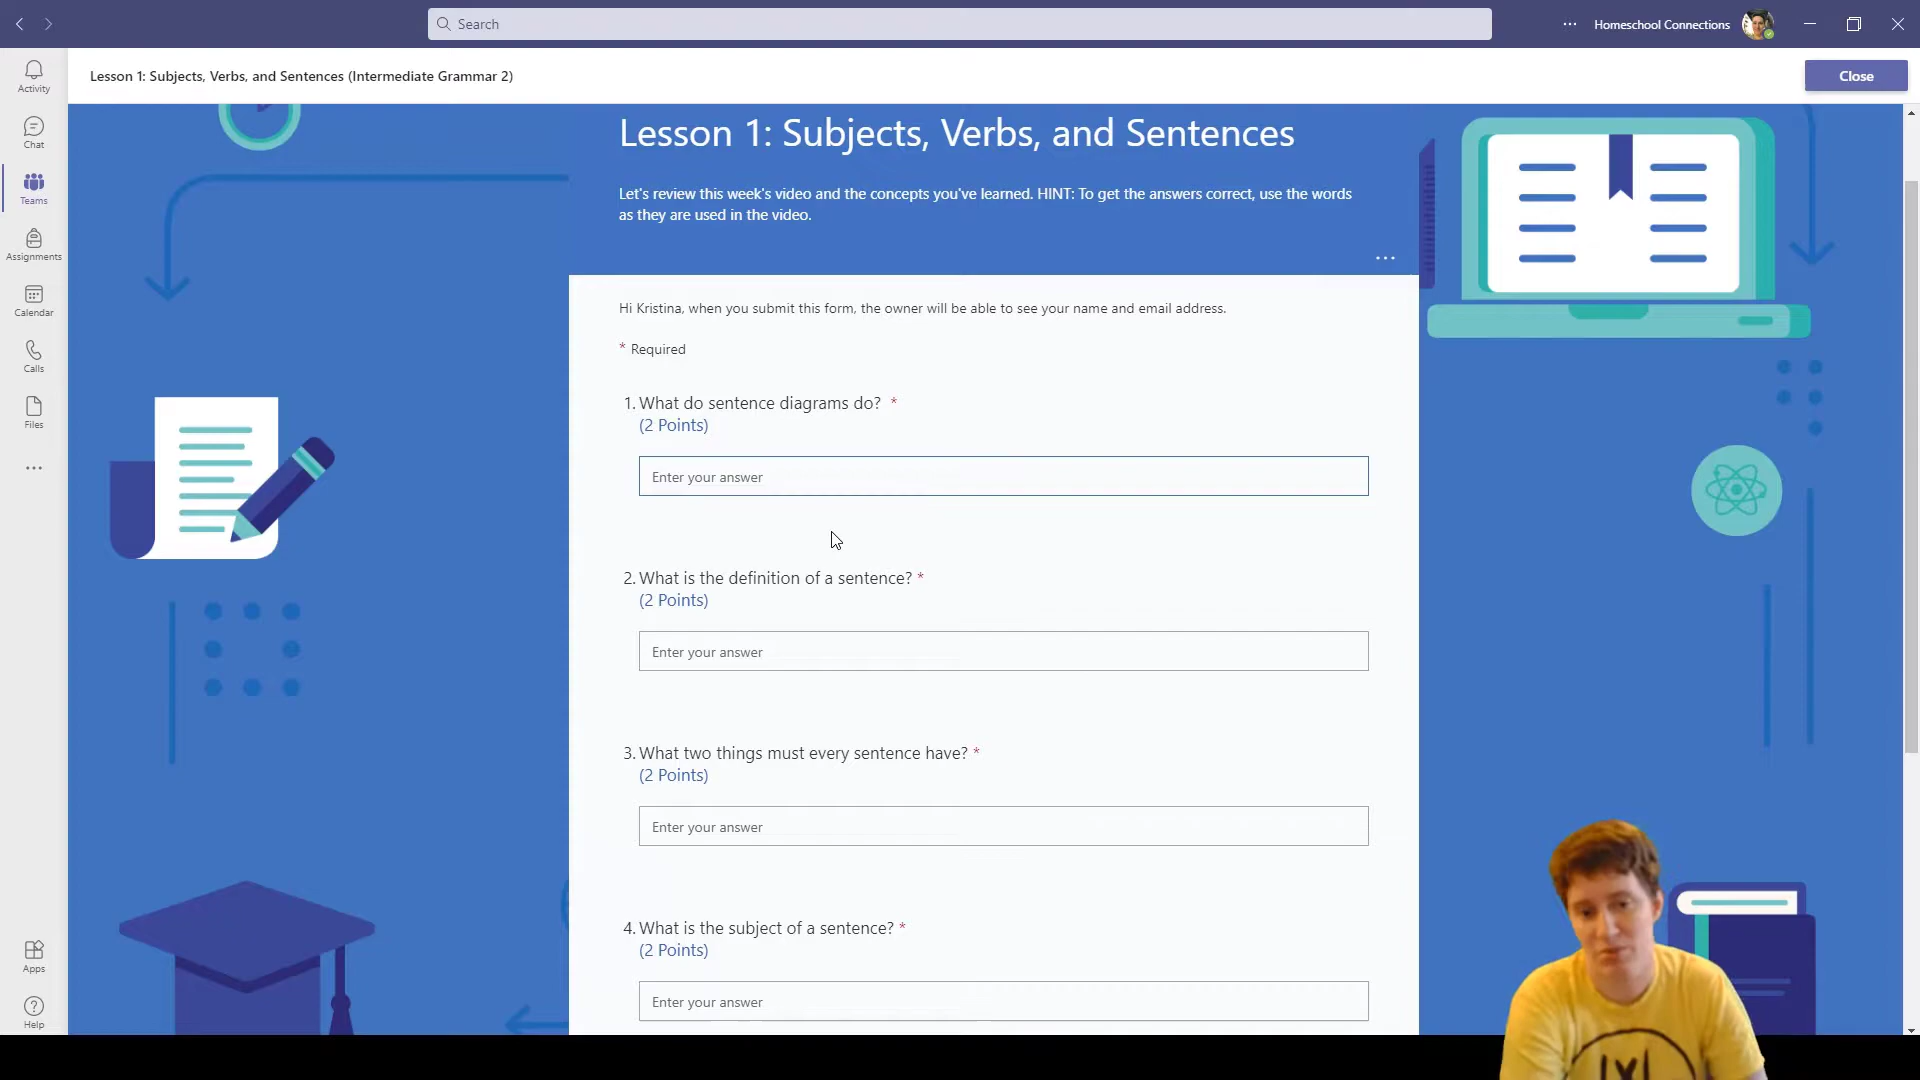 Search
Homeschool Connections
Activity
Chat
Teams
Assignments
Calendar
Calls
Files
Apps
Help
Lesson 1: Subjects, Verbs, and Sentences (Intermediate Grammar 2)
Close
Lesson 1: Subjects, Verbs, and Sentences
Let's review this week's video and the concepts you've learned. HINT: To get the answers correct, use the words
as they are used in the video.
Hi Kristina, when you submit this form, the owner will be able to see your name and email address.
* Required
1. What do sentence diagrams do? *
(2 Points)
Enter your answer
2. What is the definition of a sentence? *
(2 Points)
Enter your answer
3. What two things must every sentence have? *
(2 Points)
Enter your answer
4. What is the subject of a sentence? *
(2 Points)
Enter your answer